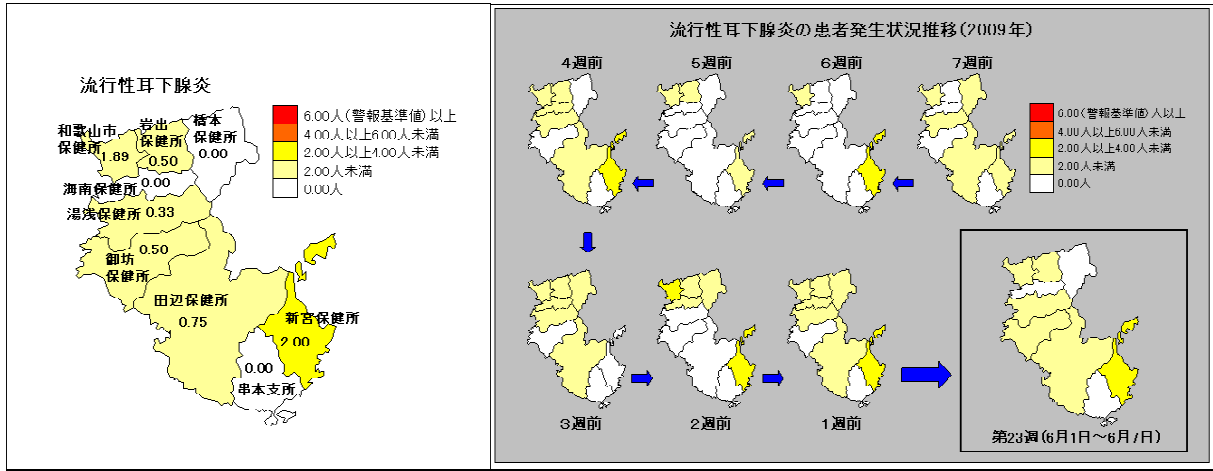 流行性耳下腺炎
和歌山市
保健所
1.89
岩出
保健所
0.50
橋本
保健所
0.00
6.00人(警報基準値)以上
4.00人以上6.00人未満
2.00人以上4.00人未満
2.00人未満
0.00人
海南保健所
0.00
湯浅保健所
0.33
御坊
保健所
0.50
田辺保健所
0.75
新宮保健所
2.00
0.00
串本支所
流行性耳下腺炎の患者発生状況推移(2009年)
4週前
5週前
6週前
7週前
6.00(警報基準値)人以上
4.00人以上6.00人未満
2.00人以上4.00人未満
2.00人未満
0.00人
3週前
2週前
1週前
第23週(6月1日~6月7日)